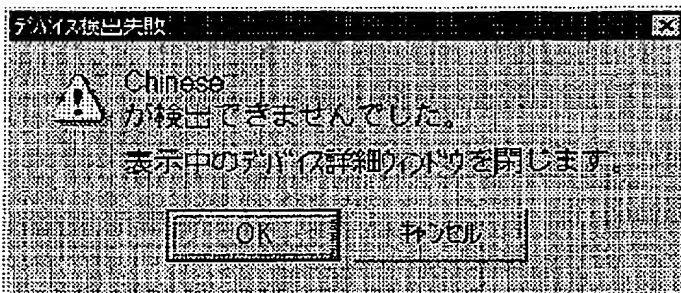 デバイス検出失敗
Chinese
が検出できませんでした。
表示中のデバイス詳細ウィンドウを閉じます。
OK
キャンセル